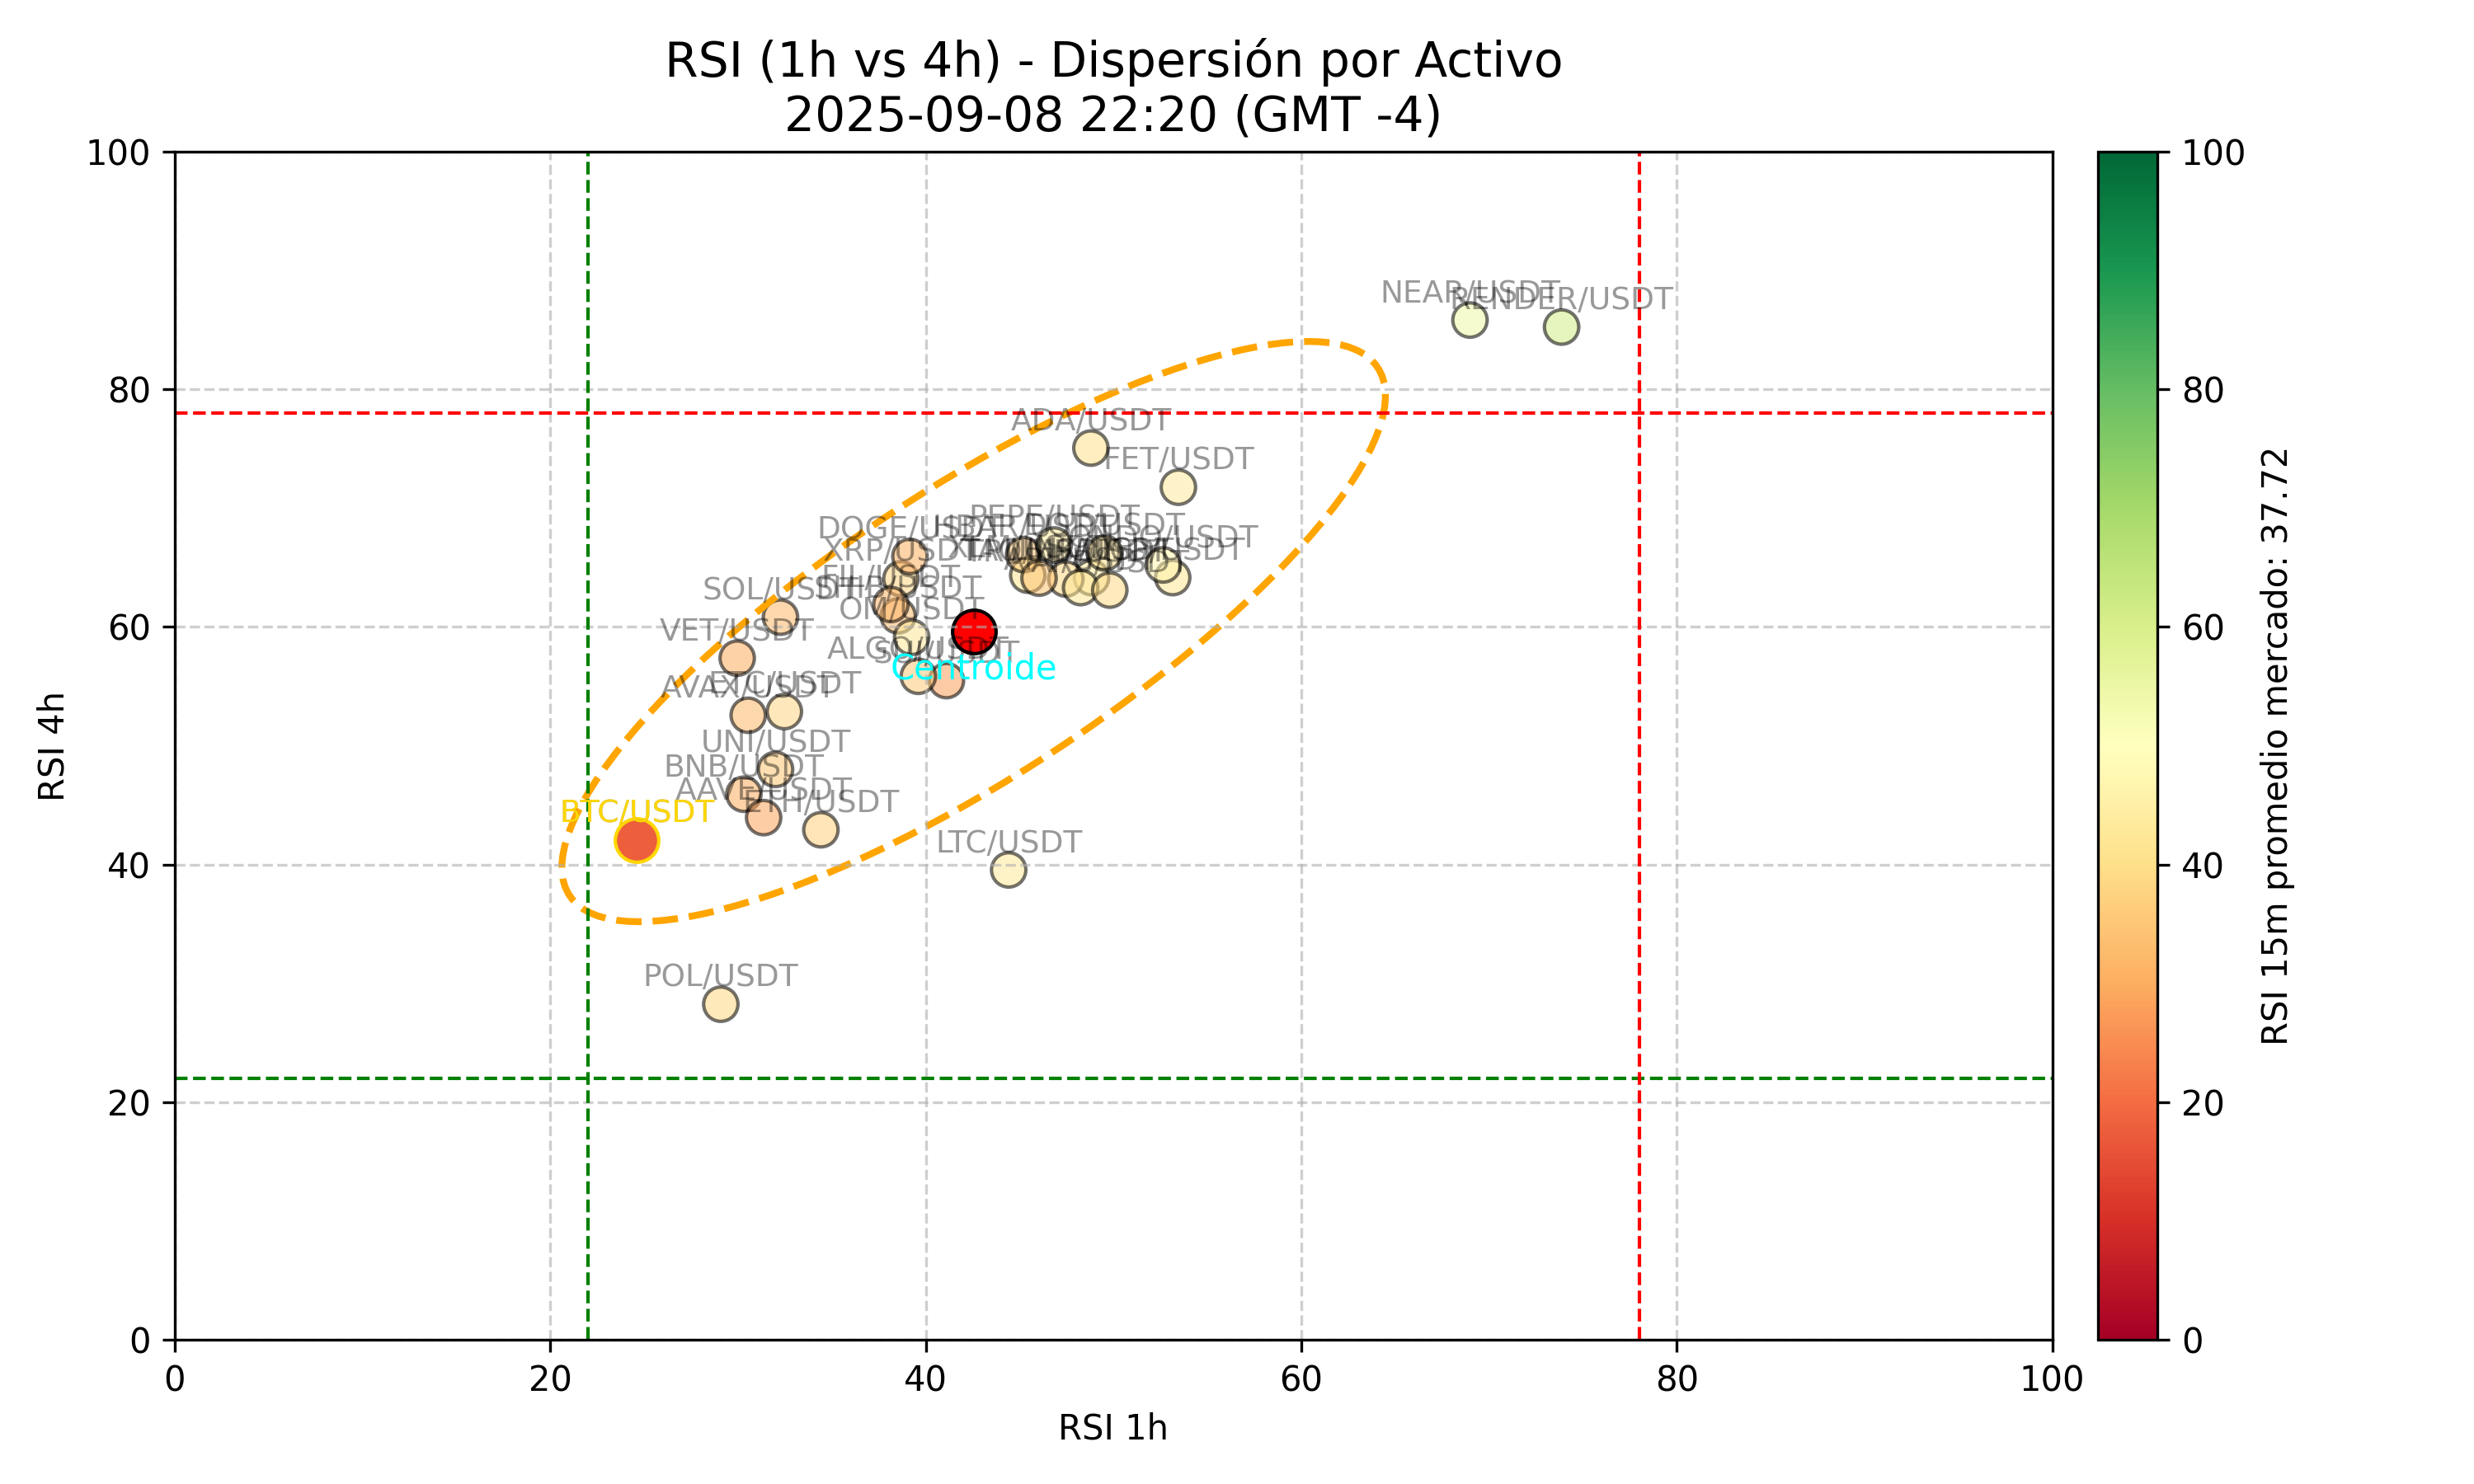 RSI (1h vs 4h) - Dispersión por Activo
2025-09-08 22:20 (GMT -4)
100
80
60
40
20
0
RSI 4h
NEAR/USDT
RENDER/USDT
ADA/USDT
FET/USDT
PEPE/USDT
DOGE/USDT
XRP/USDT
FIL/USDT
SHIB/USDT
SOL/USDT
OM/USDT
VET/USDT
ALGO/USDT
Centroide
AVAX/USDT
UNI/USDT
BNB/USDT
AAVE/USDT
ETH/USDT
BTC/USDT
LTC/USDT
POL/USDT
0
20
40
60
80
100
RSI 1h
100
80
60
40
20
0
RSI 15m promedio mercado: 37.72